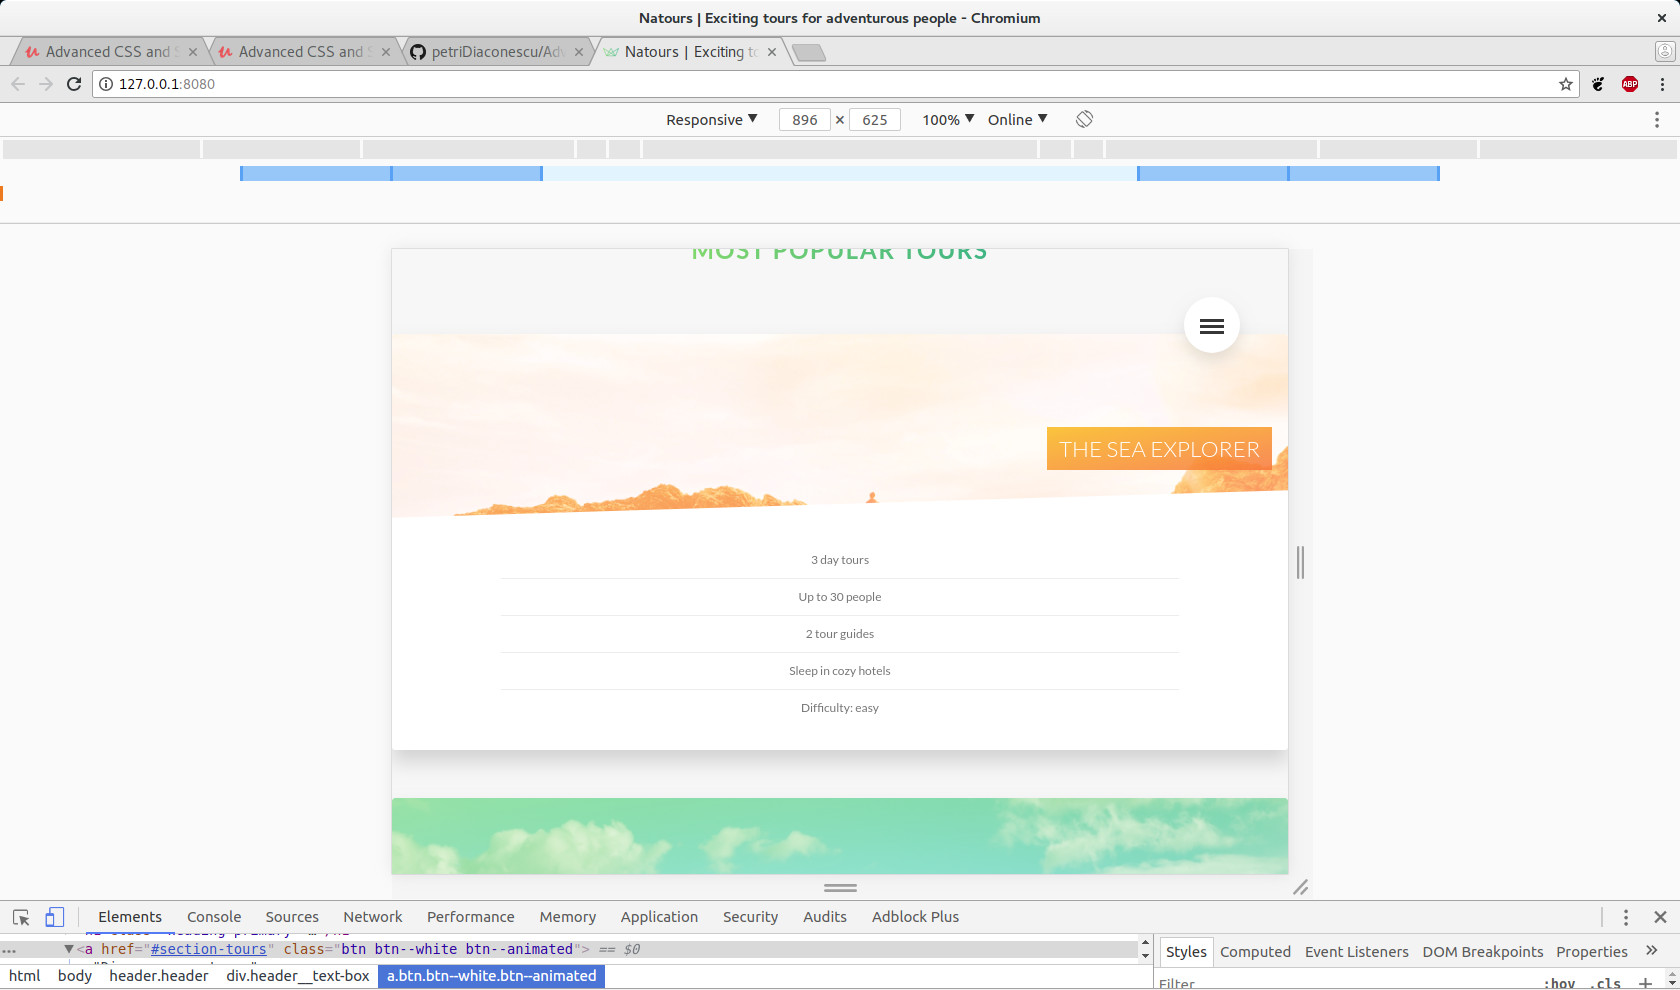 Natours | Exciting tours for adventurous people - Chromium
Advanced CSS and S
Advanced CSS and S
petriDiaconescu/Adv
Natours | Exciting to
127.0.0.1:8080
ABP
Responsive ▼ 896 × 625 100% ▼ Online ▼
MOST POPULAR TOURS
THE SEA EXPLORER
3 day tours
Up to 30 people
2 tour guides
Sleep in cozy hotels
Difficulty: easy
Elements Console Sources Network Performance Memory Application Security Audits Adblock Plus
... ▼<a href="#section-tours" class="btn btn--white btn--animated"> == $0
html body header.header div.header__text-box a.btn.btn--white.btn--animated
Styles Computed Event Listeners DOM Breakpoints Properties »
Filter :hov .cls +